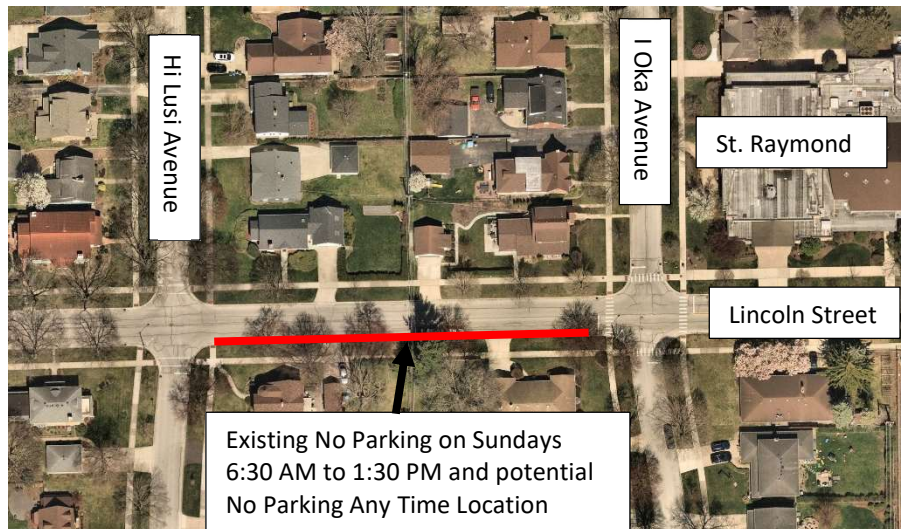 Hi Lusi Avenue
I Oka Avenue
St. Raymond
Lincoln Street
Existing No Parking on Sundays
6:30 AM to 1:30 PM and potential
No Parking Any Time Location